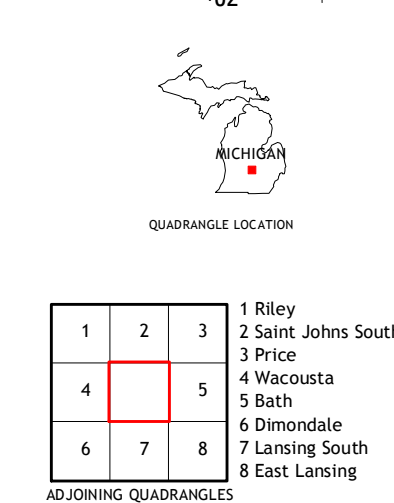 MICHIGAN
QUADRANGLE LOCATION
1 2 3
4 5
6 7 8
1 Riley
2 Saint Johns South
3 Price
4 Wacousta
5 Bath
6 Dimondale
7 Lansing South
8 East Lansing
ADJOINING QUADRANGLES